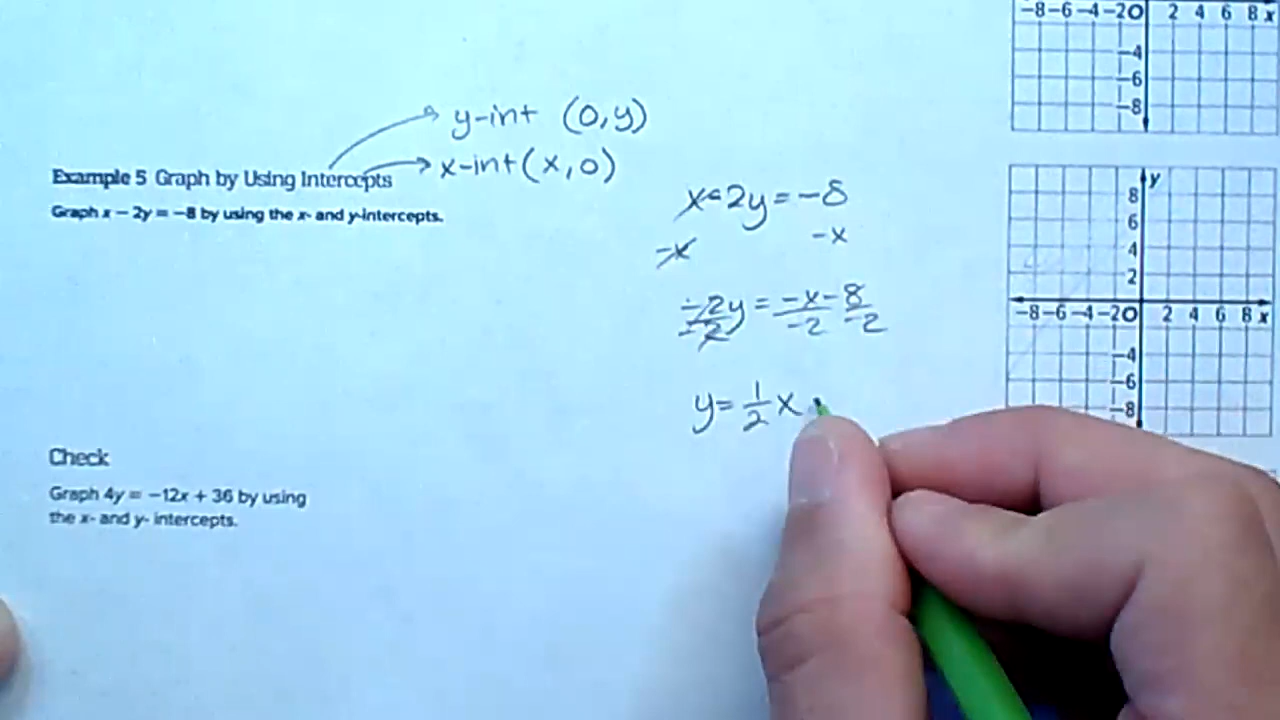 -8 -6 -4 -2 O 2 4 6 8 x
-4
-6
-8
y-int (0,y)
x-int (x,0)
Example 5 Graph by Using Intercepts
Graph x − 2y = −8 by using the x- and y-intercepts.
x-2y=-8
-x -x
-2y = -x - 8
-2 -2 -2
y = 1/2 x
y
8
6
4
2
-8 -6 -4 -2 O 2 4 6 8 x
-4
-6
-8
Check
Graph 4y = −12x + 36 by using
the x- and y- intercepts.